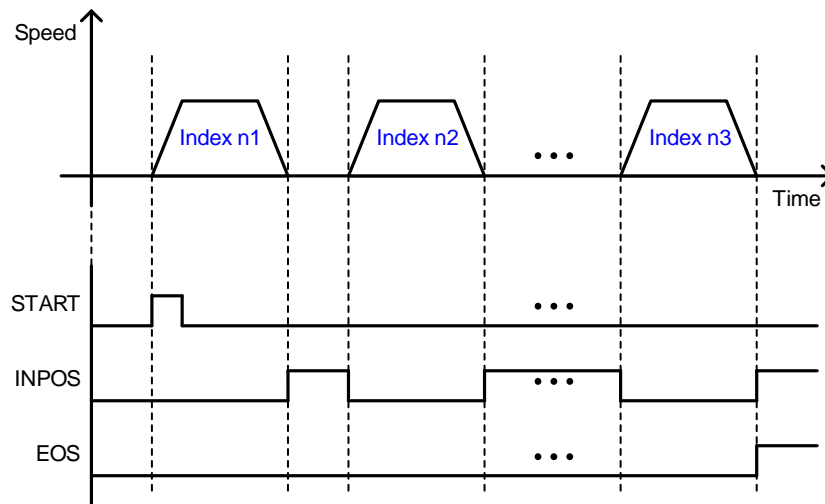 Speed
Index n1
Index n2
Index n3
Time
START
INPOS
EOS